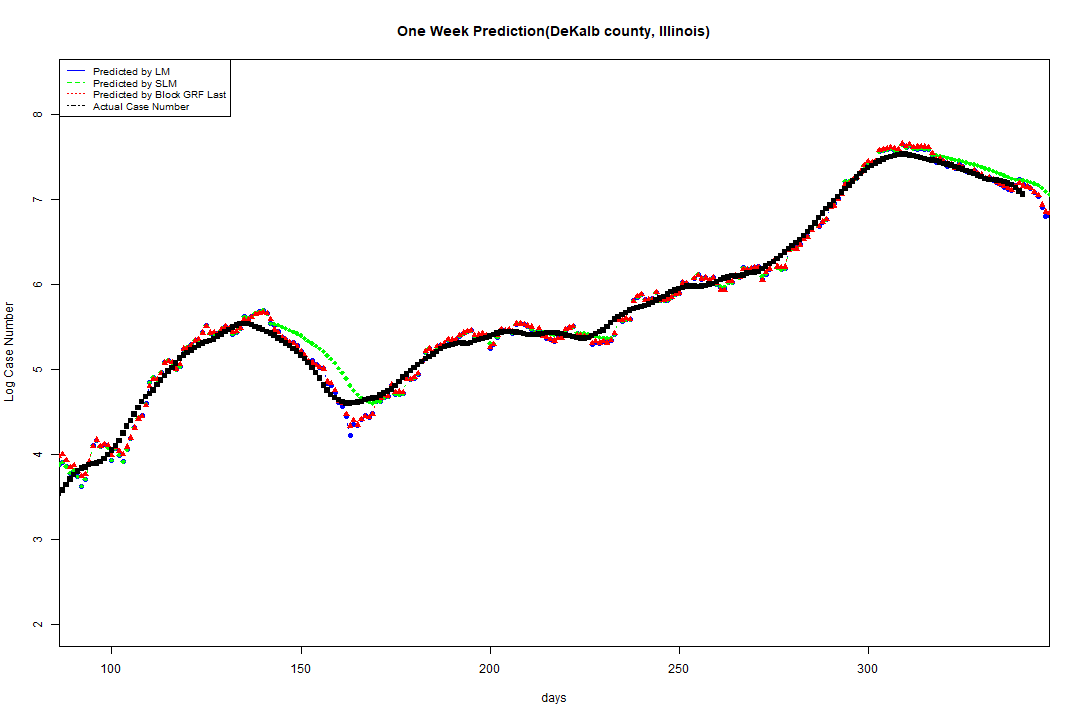 One Week Prediction(DeKalb county, Illinois)
Predicted by LM
Predicted by SLM
Predicted by Block GRF Last
Actual Case Number
8
7
6
5
4
3
2
Log Case Number
100 150 200 250 300
days